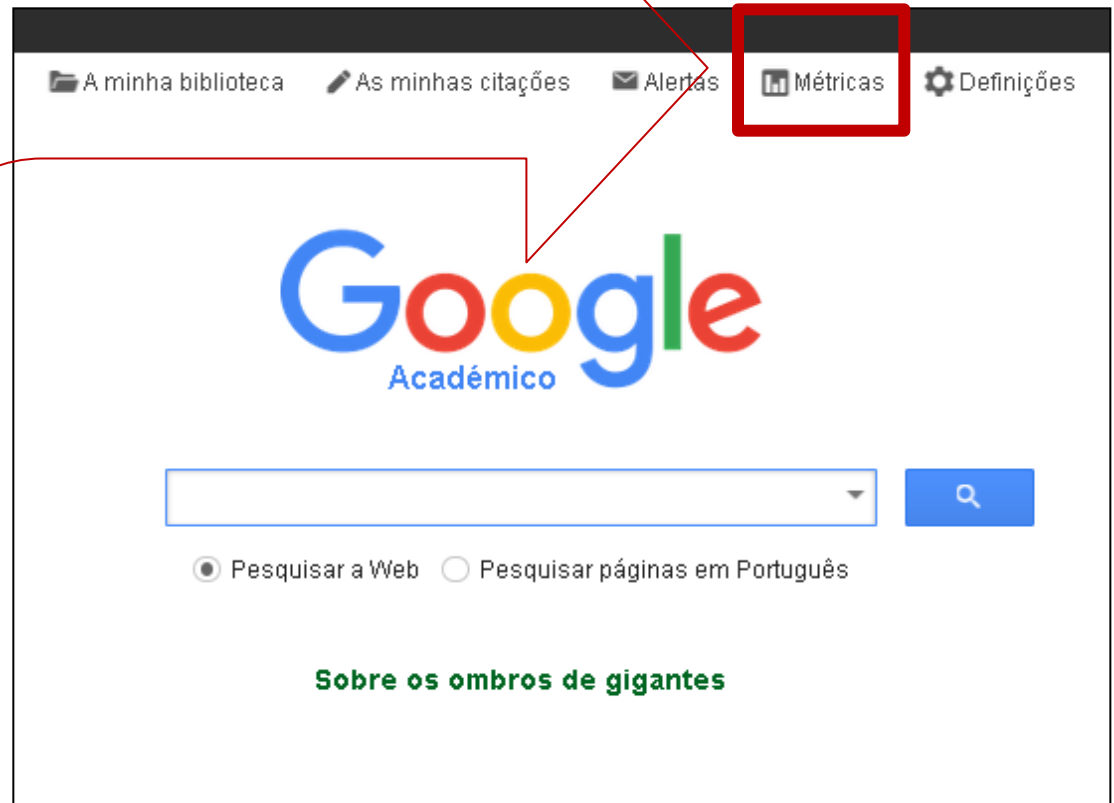 A minha biblioteca As minhas citações Alertas Métricas Definições
Google
Académico
Pesquisar a Web Pesquisar páginas em Português
Sobre os ombros de gigantes